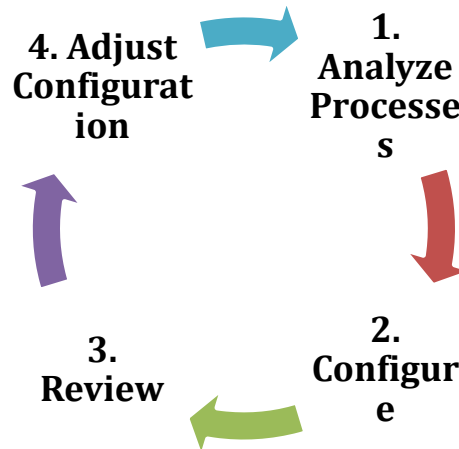 1.
Analyze
Processe
s
2.
Configur
e
3.
Review
4. Adjust
Configurat
ion